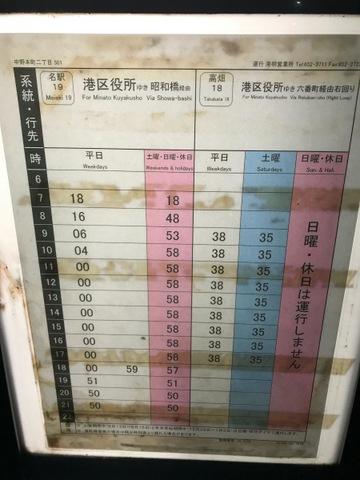 中野本町二丁目 501
運行 港明営業所
系統・行先
名駅 19 Meieki 19
港区役所ゆき 昭和橋経由
For Minato Kuyakusho Via Showa-bashi
高畑 18 Takabata 18
港区役所ゆき 六番町経由右回り
時
平日 Weekdays
土曜・日曜・休日 Weekends & holidays
平日 Weekdays
土曜 Saturdays
日曜・休日 Sun. & Hol.
6
7 18 18
8 16 48
9 06 53 38 35
10 04 58 38 35
11 00 58 38 35
12 00 58 38 35
13 00 58 38 35
14 00 58 38 35
15 00 58 38 35
16 00 58 38 35
17 00 58 38 35
18 00 59 57
19 51 51
20 50 50
21 50 50
22
日曜・休日は運行しません